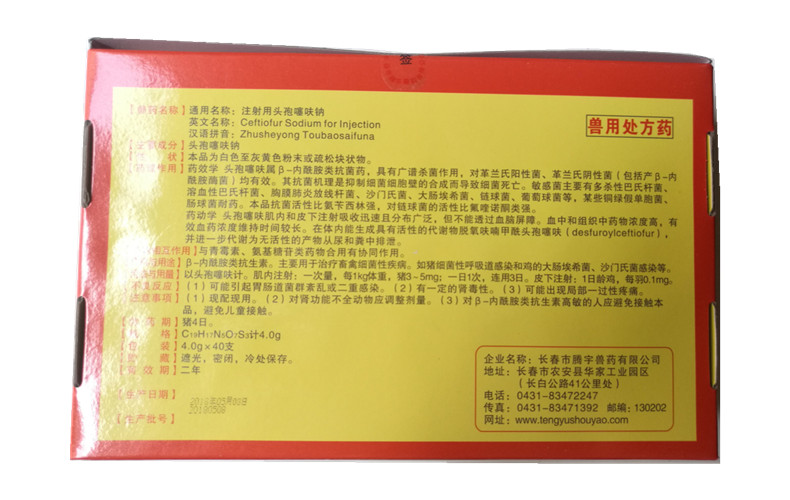 签
兽用处方药
【兽药名称】通用名称：注射用头孢噻呋钠
英文名称：Ceftiofur Sodium for Injection
汉语拼音：Zhusheyong Toubaosaifuna
【主要成分】头孢噻呋钠
【性 状】本品为白色至灰黄色粉末或疏松块状物。
【药理作用】药效学 头孢噻呋属β-内酰胺类抗菌药，具有广谱杀菌作用，对革兰氏阳性菌、革兰氏阴性菌（包括产β-内
酰胺酶菌）均有效。其抗菌机理是抑制细菌细胞壁的合成而导致细菌死亡。敏感菌主要有多杀性巴氏杆菌、
溶血性巴氏杆菌、胸膜肺炎放线杆菌、沙门氏菌、大肠埃希菌、链球菌、葡萄球菌等，某些铜绿假单胞菌、
肠球菌耐药。本品抗菌活性比氨苄西林强，对链球菌的活性比氟喹诺酮类强。
药动学 头孢噻呋肌内和皮下注射吸收迅速且分布广泛，但不能透过血脑屏障。血中和组织中药物浓度高，有
效血药浓度维持时间较长。在体内能生成具有活性的代谢物脱氧呋喃甲酰头孢噻呋（desfuroylceftiofur），
并进一步代谢为无活性的产物从尿和粪中排泄。
相互作用】与青霉素、氨基糖苷类药物合用有协同作用。
用途】β-内酰胺类抗生素。主要用于治疗畜禽细菌性疾病。如猪细菌性呼吸道感染和鸡的大肠埃希菌、沙门氏菌感染等。
用量】以头孢噻呋计。肌内注射：一次量，每1kg体重，猪3~5mg；一日1次，连用3日。皮下注射：1日龄鸡，每羽0.1mg。
【不良反应】（1）可能引起胃肠道菌群紊乱或二重感染。（2）有一定的肾毒性。（3）可能出现局部一过性疼痛。
【注意事项】（1）现配现用。（2）对肾功能不全动物应调整剂量。（3）对β-内酰胺类抗生素高敏的人应避免接触本
品，避免儿童接触。
【休药期】猪4日。
【规 格】C19H17N5O7S3计4.0g
【包 装】4.0g×40支
【贮 藏】遮光，密闭，冷处保存。
【有效期】二年
【生产日期】
20180508
【生产批号】
企业名称：长春市腾宇兽药有限公司
地址：长春市农安县华家工业园区
（长白公路41公里处）
电话：0431-83472247
传真：0431-83471392 邮编：130202
网址：www.tengyushouyao.com